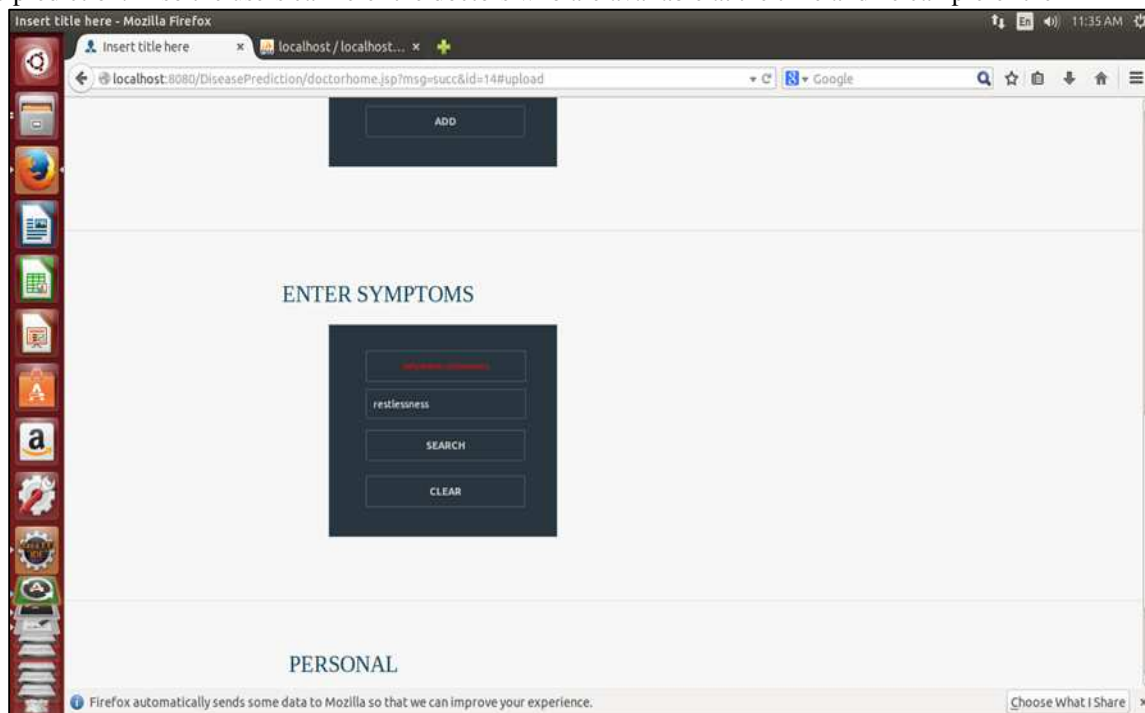 Insert title here - Mozilla Firefox
En 11:35 AM
Insert title here × localhost / localhost... ×
localhost:8080/DiseasePrediction/doctorhome.jsp?msg=succ&id=14#upload
Google
ADD
ENTER SYMPTOMS
restlessness
SEARCH
CLEAR
PERSONAL
Firefox automatically sends some data to Mozilla so that we can improve your experience.
Choose What I Share ×